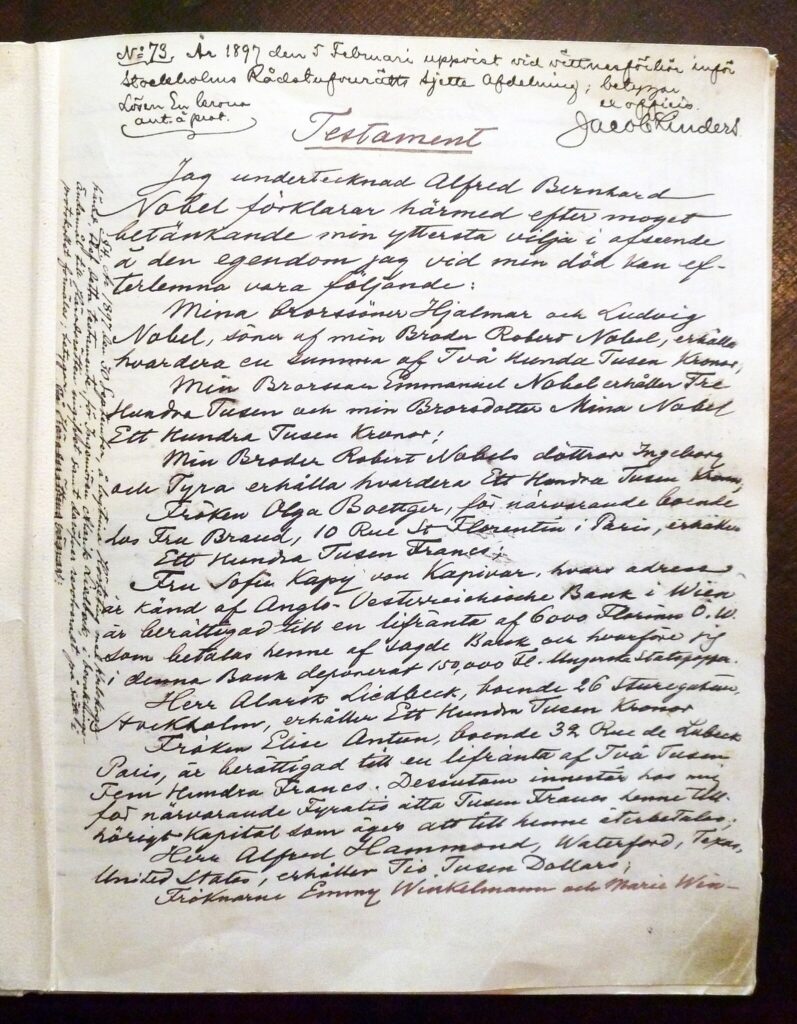 No 73. År 1897 den 5 Februari uppvist vid vittnesförhör inför
Stockholms Rådstufvurätts sjette Afdelning; betygar
Lösen En krona
ex officio.
ant. å prot.
Jacob Linders
Testament
Jag undertecknad Alfred Bernhard
Nobel förklarar härmed efter moget
betänkande min yttersta vilja i afseende
å den egendom jag vid min död kan ef-
terlemna vara följande:
Mina brorsöner Hjalmar och Ludvig
Nobel, söner af min Broder Robert Nobel, erhålla
hvardera en summa af Två Hundra Tusen Kronor;
Min Brorsson Emmanuel Nobel erhåller Tre
Hundra Tusen och min Brorsdotter Mina Nobel
Ett Hundra Tusen Kronor;
Min Broder Robert Nobels döttrar Ingeborg
och Tyra erhålla hvardera Ett Hundra Tusen Kronor;
Fröken Olga Boettger, för närvarande boende
hos Fru Brand, 10 Rue St Florentin i Paris, erhåller
Ett Hundra Tusen Francs;
Fru Sofie Kapy von Kapivar, hvars adress
är känd af Anglo-Oesterreichische Bank i Wien
är berättigad till en lifränta af 6000 Florins Ö.W.
som betalas henne af sagde Bank och hvarföre jag
i denna Bank deponerat 150,000 Fl. Ungerska Statspapper.
Herr Alarik Liedbeck, boende 26 Sturegatan,
Stockholm, erhåller Ett Hundra Tusen Kronor
Fröken Elise Antun, boende 32 Rue de Lubeck
Paris, är berättigad till en lifränta af Två Tusen
Fem Hundra Francs. Dessutom innestår hos mig
för närvarande Fyratio åtta Tusen Francs henne till-
hörigt Kapital som äger att till henne återbetalas;
Herr Alfred Hammond, Waterford, Texas,
United States, erhåller Tio Tusen Dollars;
Fröknarne Emmy Winkelmann och Marie Win-